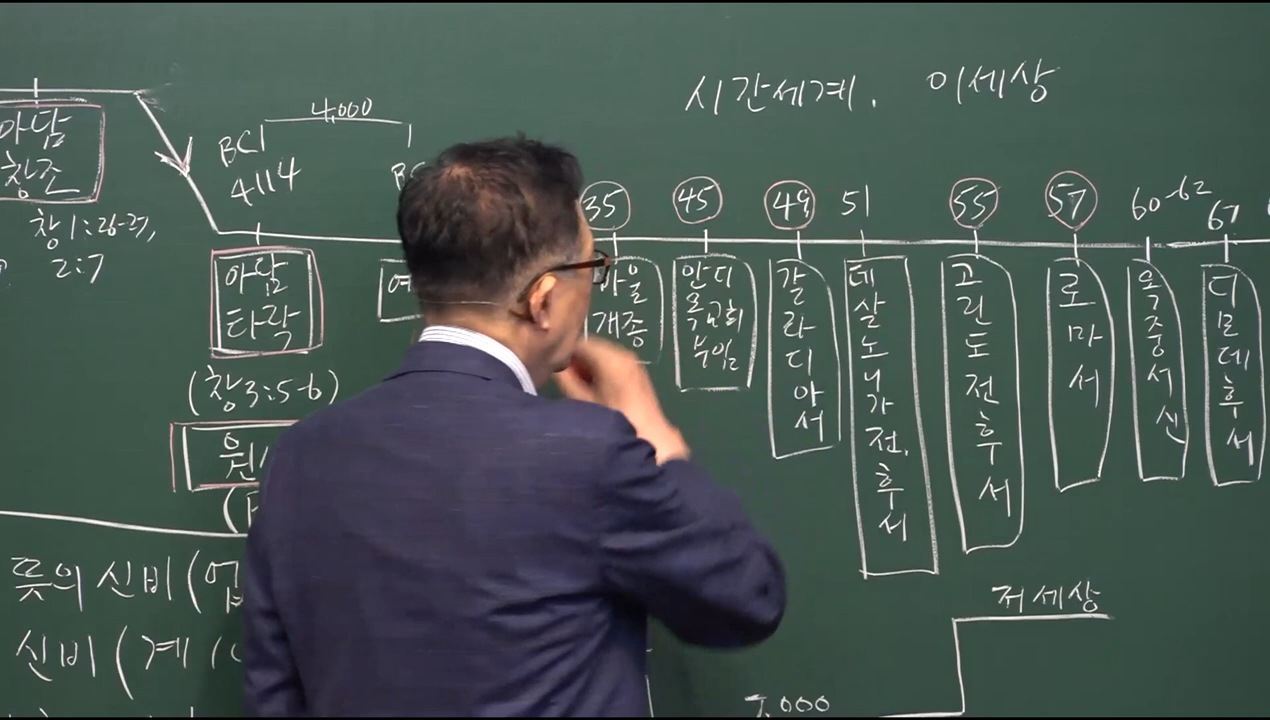 시간세계. 이세상
아담
창조
창1:26-27,
2:7
4,000
BC
4114
아담
타락
(창3:5-6)
35
개종
45
안디
옥교회
부임
49
갈라디아서
51
데살로니가전.후서
55
고린도전후서
57
로마서
60-62
옥중서신
67
디모데후서
뜻의 신비(
신비(계 10
저세상
7,000